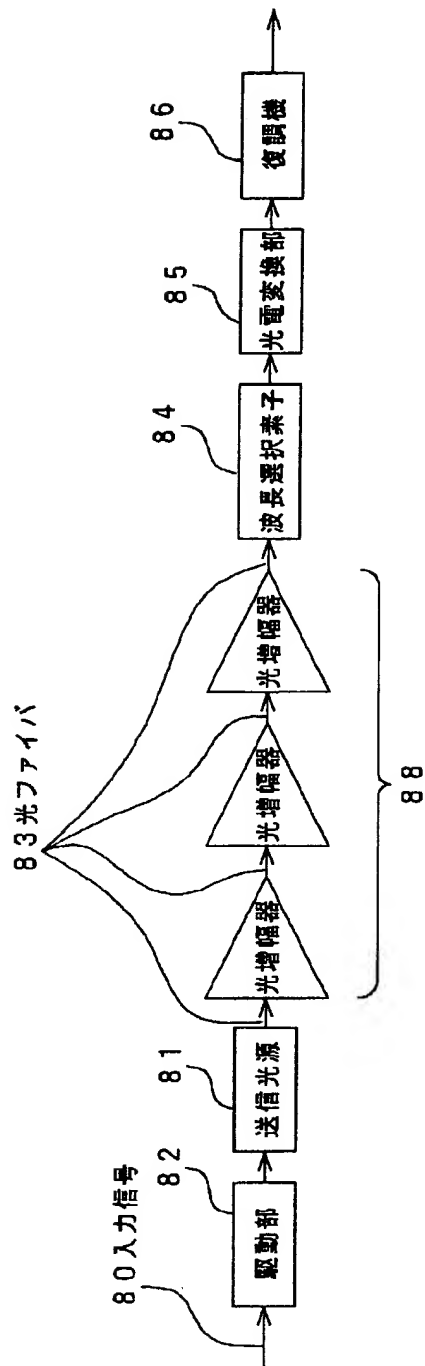 80入力信号
82
駆動部
81
送信光源
83光ファイバ
光増幅器
光増幅器
光増幅器
88
84
波長選択素子
85
光電変換部
86
復調機